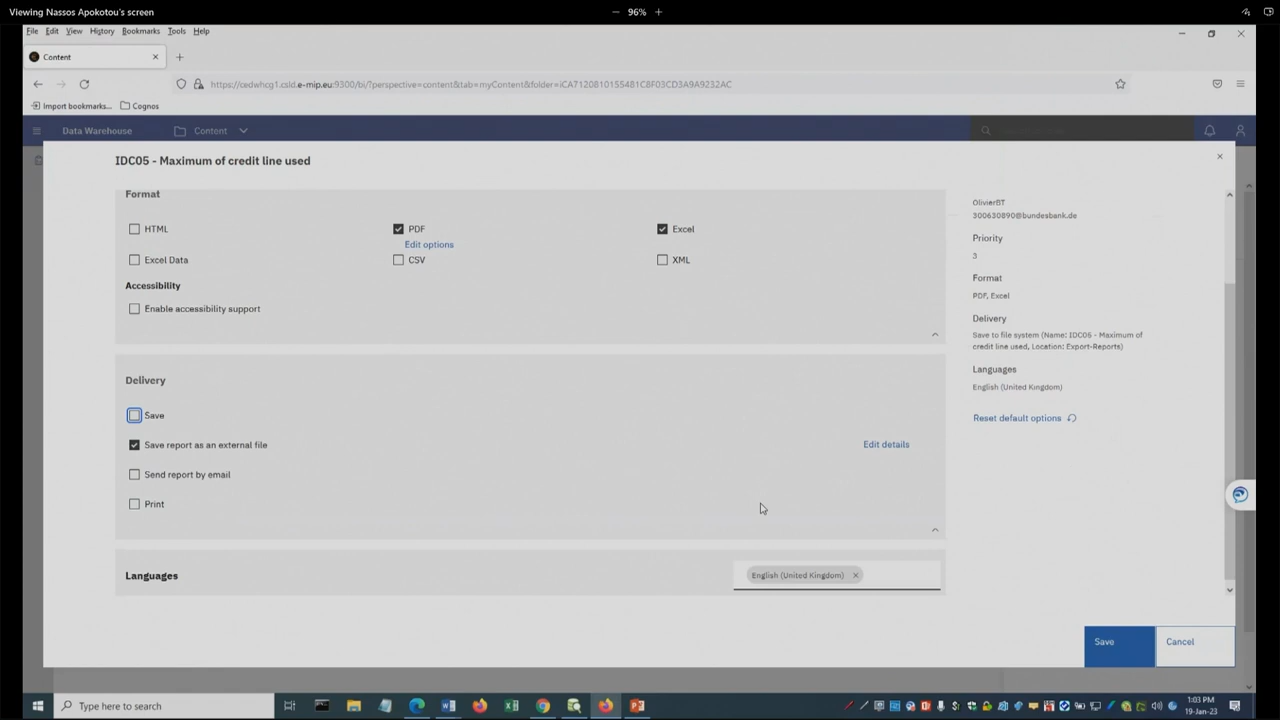 Viewing Nassos Apokotou's screen
96%
File Edit View History Bookmarks Tools Help
Content
https://cedwhcg1.csld.e-mip.eu:9300/bi/?perspective=content&tab=myContent&folder=iCA7120810155481C8F03CD3A9A9232AC
Import bookmarks... Cognos
Data Warehouse Content
IDC05 - Maximum of credit line used
Format
HTML PDF Excel
Edit options
Excel Data CSV XML
Accessibility
Enable accessibility support
Delivery
Save
Save report as an external file Edit details
Send report by email
Print
Languages English (United Kingdom)
OlivierBT
300630890@bundesbank.de
Priority
3
Format
PDF, Excel
Delivery
Save to file system (Name: IDC05 - Maximum of
credit line used, Location: Export-Reports)
Languages
English (United Kingdom)
Reset default options
Save Cancel
Type here to search
1:03 PM
19-Jan-23